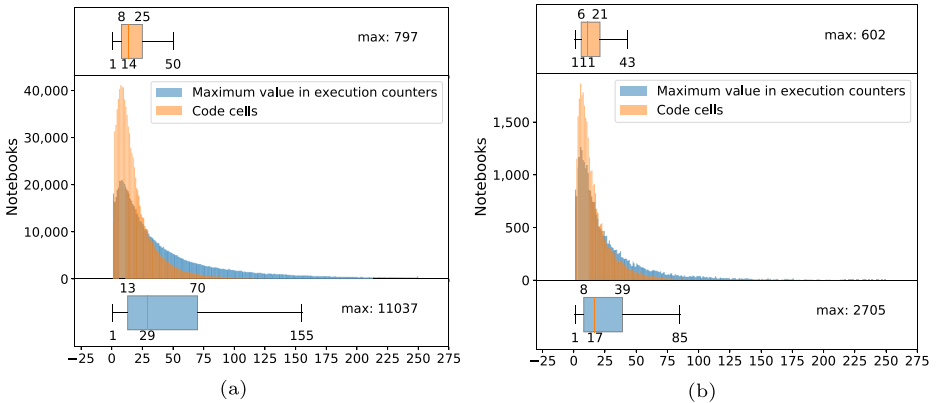 8 25
max: 797
1 14 50
40,000
30,000
20,000
10,000
0
Notebooks
Maximum value in execution counters
Code cells
13 70
max: 11037
1 29 155
−25 0 25 50 75 100 125 150 175 200 225 250 275
(a)
6 21
max: 602
1 11 43
1,500
1,000
500
0
Notebooks
Maximum value in execution counters
Code cells
8 39
max: 2705
1 17 85
−25 0 25 50 75 100 125 150 175 200 225 250 275
(b)